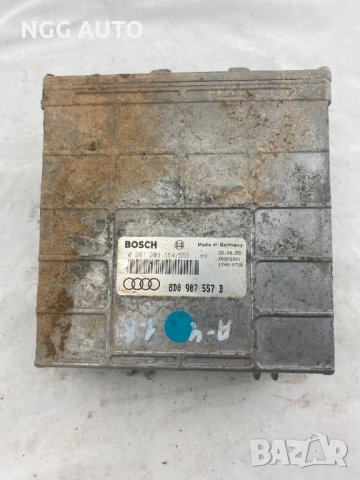 NGG AUTO
BOSCH
Made in Germany
0 261 203 554/555
8D0 907 557 B
A-4
1.8
BAZAR
.bg